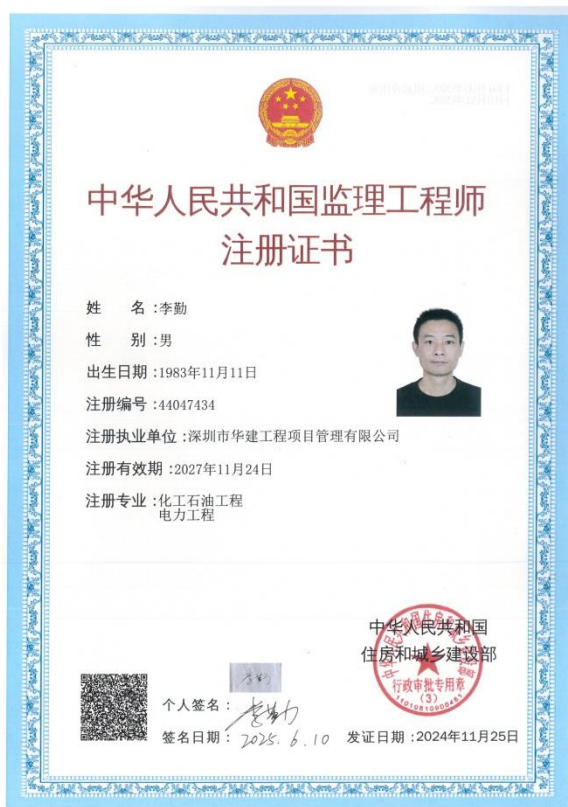 中华人民共和国监理工程师
注册证书
姓 名:李勤
性 别:男
出生日期:1983年11月11日
注册编号:44047434
注册执业单位:深圳市华建工程项目管理有限公司
注册有效期:2027年11月24日
注册专业:化工石油工程
电力工程
中华人民共和国
住房和城乡建设部
行政审批专用章
(3)
李勤
个人签名:李勤
签名日期:2025.6.10 发证日期:2024年11月25日